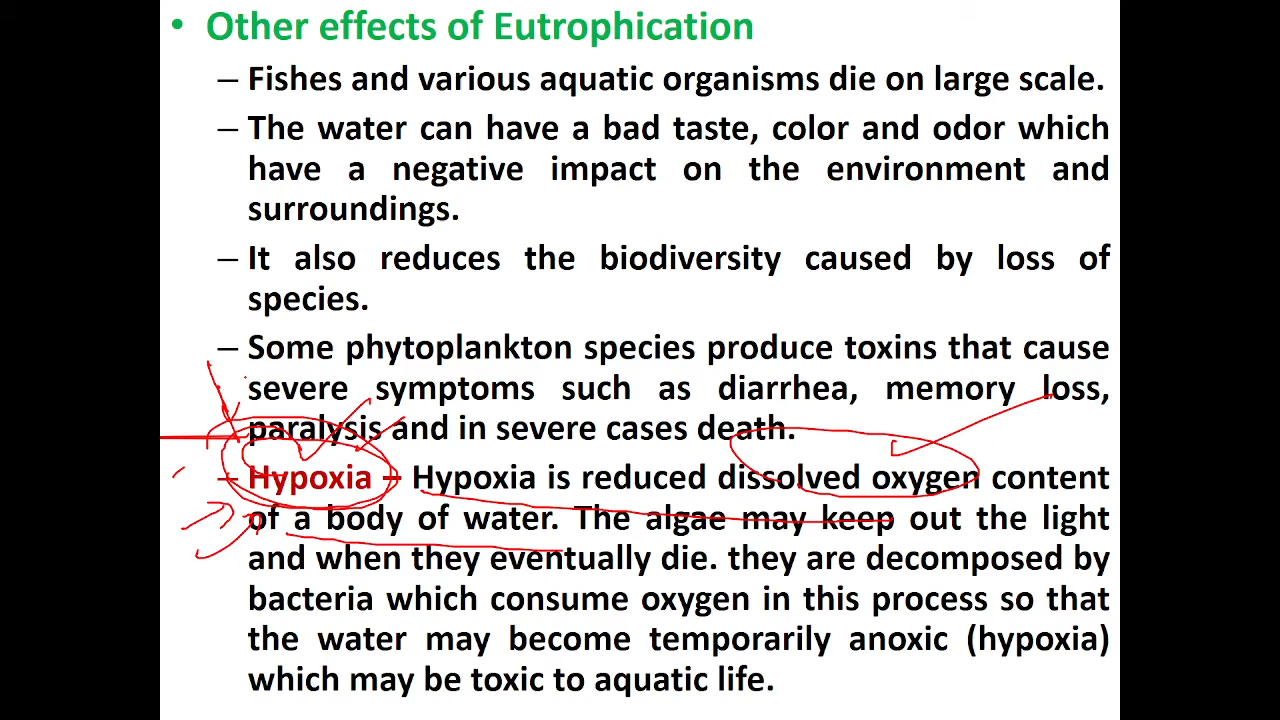 • Other effects of Eutrophication
– Fishes and various aquatic organisms die on large scale.
– The water can have a bad taste, color and odor which
have a negative impact on the environment and
surroundings.
– It also reduces the biodiversity caused by loss of
species.
– Some phytoplankton species produce toxins that cause
severe symptoms such as diarrhea, memory loss,
paralysis and in severe cases death.
– Hypoxia – Hypoxia is reduced dissolved oxygen content
of a body of water. The algae may keep out the light
and when they eventually die. they are decomposed by
bacteria which consume oxygen in this process so that
the water may become temporarily anoxic (hypoxia)
which may be toxic to aquatic life.